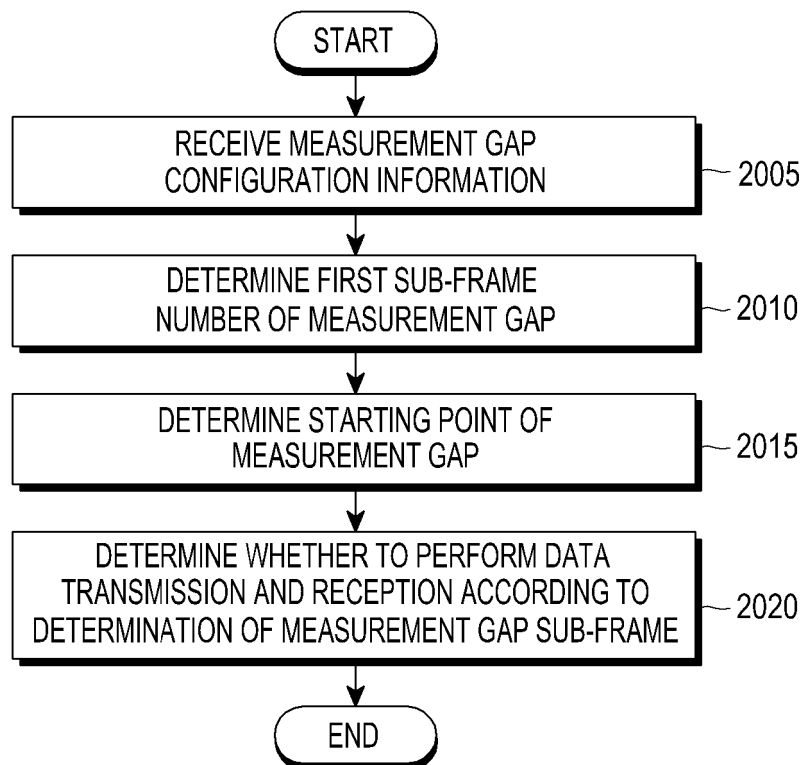 START
RECEIVE MEASUREMENT GAP
CONFIGURATION INFORMATION
2005
DETERMINE FIRST SUB-FRAME
NUMBER OF MEASUREMENT GAP
2010
DETERMINE STARTING POINT OF
MEASUREMENT GAP
2015
DETERMINE WHETHER TO PERFORM DATA
TRANSMISSION AND RECEPTION ACCORDING TO
DETERMINATION OF MEASUREMENT GAP SUB-FRAME
2020
END